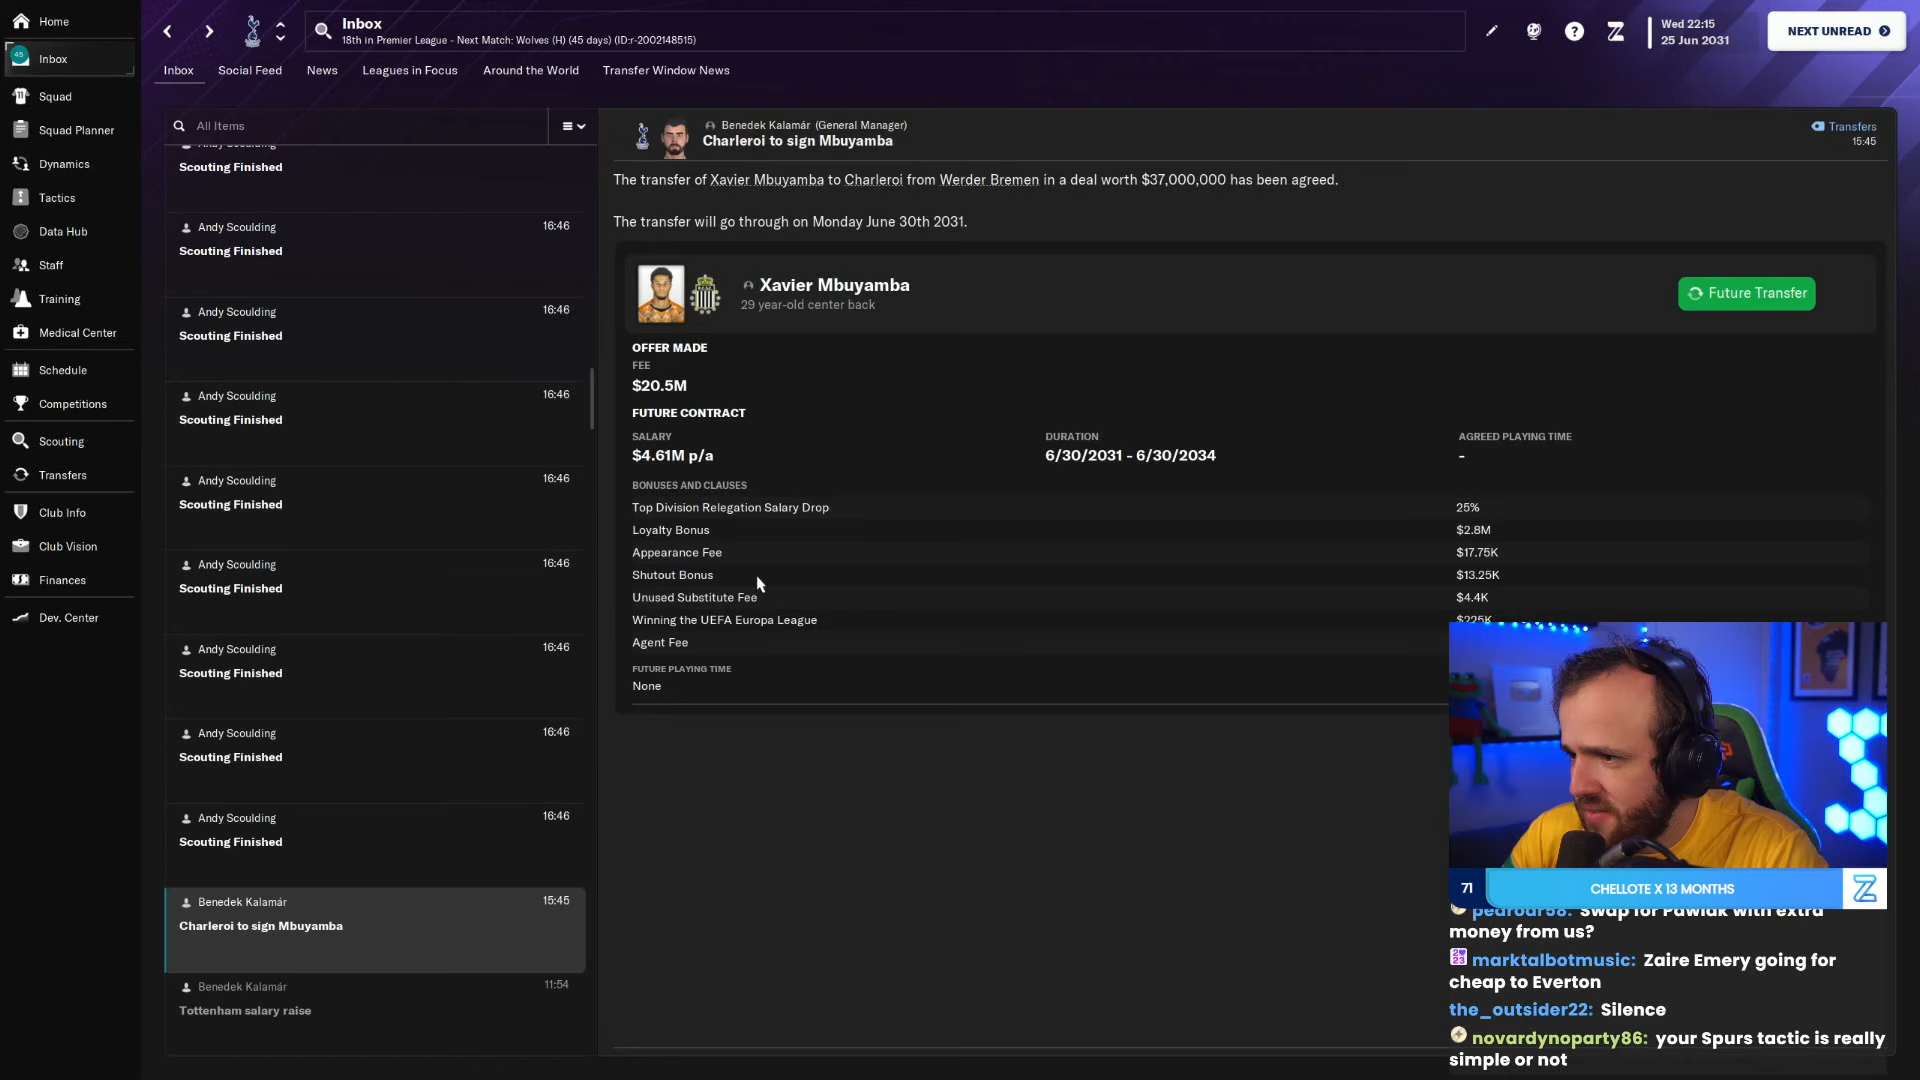 Home
Inbox
45
Squad
Squad Planner
Dynamics
Tactics
Data Hub
Staff
Training
Medical Center
Schedule
Competitions
Scouting
Transfers
Club Info
Club Vision
Finances
Dev. Center
Inbox
18th in Premier League - Next Match: Wolves (H) (45 days) (ID:r-2002148515)
Wed 22:15
25 Jun 2031
NEXT UNREAD
Inbox Social Feed News Leagues in Focus Around the World Transfer Window News
All Items
Andy Scoulding
Scouting Finished
Andy Scoulding 16:46
Scouting Finished
Andy Scoulding 16:46
Scouting Finished
Andy Scoulding 16:46
Scouting Finished
Andy Scoulding 16:46
Scouting Finished
Andy Scoulding 16:46
Scouting Finished
Andy Scoulding 16:46
Scouting Finished
Andy Scoulding 16:46
Scouting Finished
Andy Scoulding 16:46
Scouting Finished
Benedek Kalamár 15:45
Charleroi to sign Mbuyamba
Benedek Kalamár 11:54
Tottenham salary raise
Benedek Kalamár (General Manager)
Charleroi to sign Mbuyamba
Transfers
15:45
The transfer of Xavier Mbuyamba to Charleroi from Werder Bremen in a deal worth $37,000,000 has been agreed.
The transfer will go through on Monday June 30th 2031.
Xavier Mbuyamba
29 year-old center back
Future Transfer
OFFER MADE
FEE
$20.5M
FUTURE CONTRACT
SALARY DURATION AGREED PLAYING TIME
$4.61M p/a 6/30/2031 - 6/30/2034 -
BONUSES AND CLAUSES
Top Division Relegation Salary Drop 25%
Loyalty Bonus $2.8M
Appearance Fee $17.75K
Shutout Bonus $13.25K
Unused Substitute Fee $4.4K
Winning the UEFA Europa League $225K
Agent Fee
FUTURE PLAYING TIME
None
71 CHELLOTE X 13 MONTHS
pedroar58: Swap for Pawlak with extra
money from us?
marktalbotmusic: Zaire Emery going for
cheap to Everton
the_outsider22: Silence
novardynoparty86: your Spurs tactic is really
simple or not